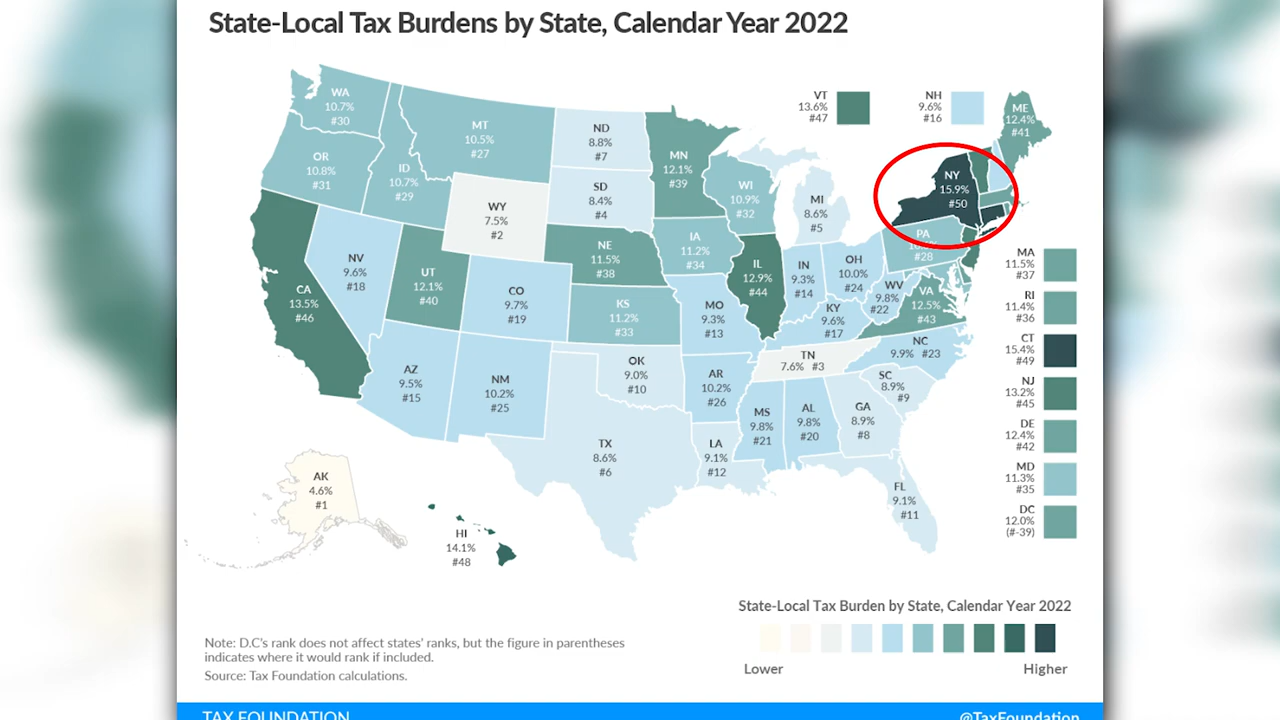 State-Local Tax Burdens by State, Calendar Year 2022
WA
10.7%
#30
OR
10.8%
#31
ID
10.7%
#29
MT
10.5%
#27
WY
7.5%
#2
ND
8.8%
#7
SD
8.4%
#4
MN
12.1%
#39
WI
10.9%
#32
MI
8.6%
#5
VT
13.6%
#47
NH
9.6%
#16
ME
12.4%
#41
NY
15.9%
#50
PA
#28
CA
13.5%
#46
NV
9.6%
#18
UT
12.1%
#40
CO
9.7%
#19
NE
11.5%
#38
KS
11.2%
#33
IA
11.2%
#34
IL
12.9%
#44
MO
9.3%
#13
IN
9.3%
#14
OH
10.0%
#24
KY
9.6%
#17
WV
9.8%
#22
VA
12.5%
#43
NC
9.9% #23
TN
7.6% #3
SC
8.9%
#9
AZ
9.5%
#15
NM
10.2%
#25
OK
9.0%
#10
AR
10.2%
#26
TX
8.6%
#6
LA
9.1%
#12
MS
9.8%
#21
AL
9.8%
#20
GA
8.9%
#8
FL
9.1%
#11
AK
4.6%
#1
HI
14.1%
#48
MA
11.5%
#37
RI
11.4%
#36
CT
15.4%
#49
NJ
13.2%
#45
DE
12.4%
#42
MD
11.3%
#35
DC
12.0%
(#-39)
State-Local Tax Burden by State, Calendar Year 2022
Lower
Higher
Note: D.C's rank does not affect states' ranks, but the figure in parentheses
indicates where it would rank if included.
Source: Tax Foundation calculations.
TAX FOUNDATION
@TaxFoundation